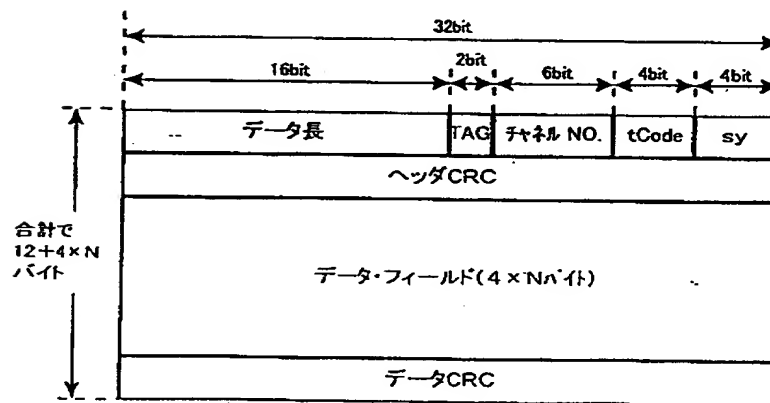 32bit
16bit
2bit
6bit
4bit
4bit
データ長
TAG
チャネル NO.
tCode
sy
ヘッダCRC
合計で
12+4×N
バイト
データ・フィールド(4×Nバイト)
データCRC